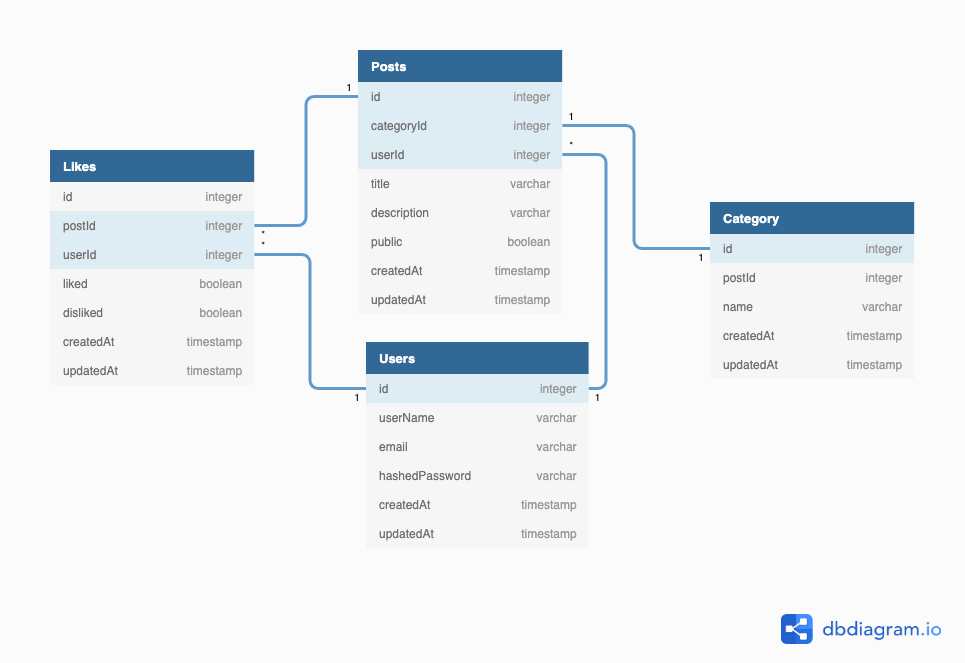 Posts
1
id integer
categoryId integer
1
userId integer
*
title varchar
description varchar
public boolean
createdAt timestamp
updatedAt timestamp
Likes
id integer
postId integer
*
*
userId integer
liked boolean
disliked boolean
createdAt timestamp
updatedAt timestamp
Category
id integer
1
postId integer
name varchar
createdAt timestamp
updatedAt timestamp
Users
id integer
1
1
userName varchar
email varchar
hashedPassword varchar
createdAt timestamp
updatedAt timestamp
dbdiagram.io